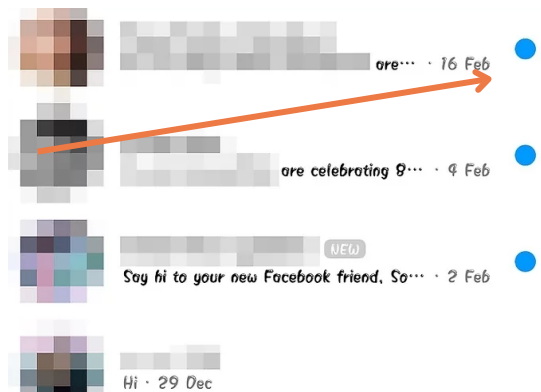 are... · 16 Feb
are celebrating 8... · 4 Feb
NEW
Say hi to your new Facebook friend, So... · 2 Feb
Hi · 29 Dec